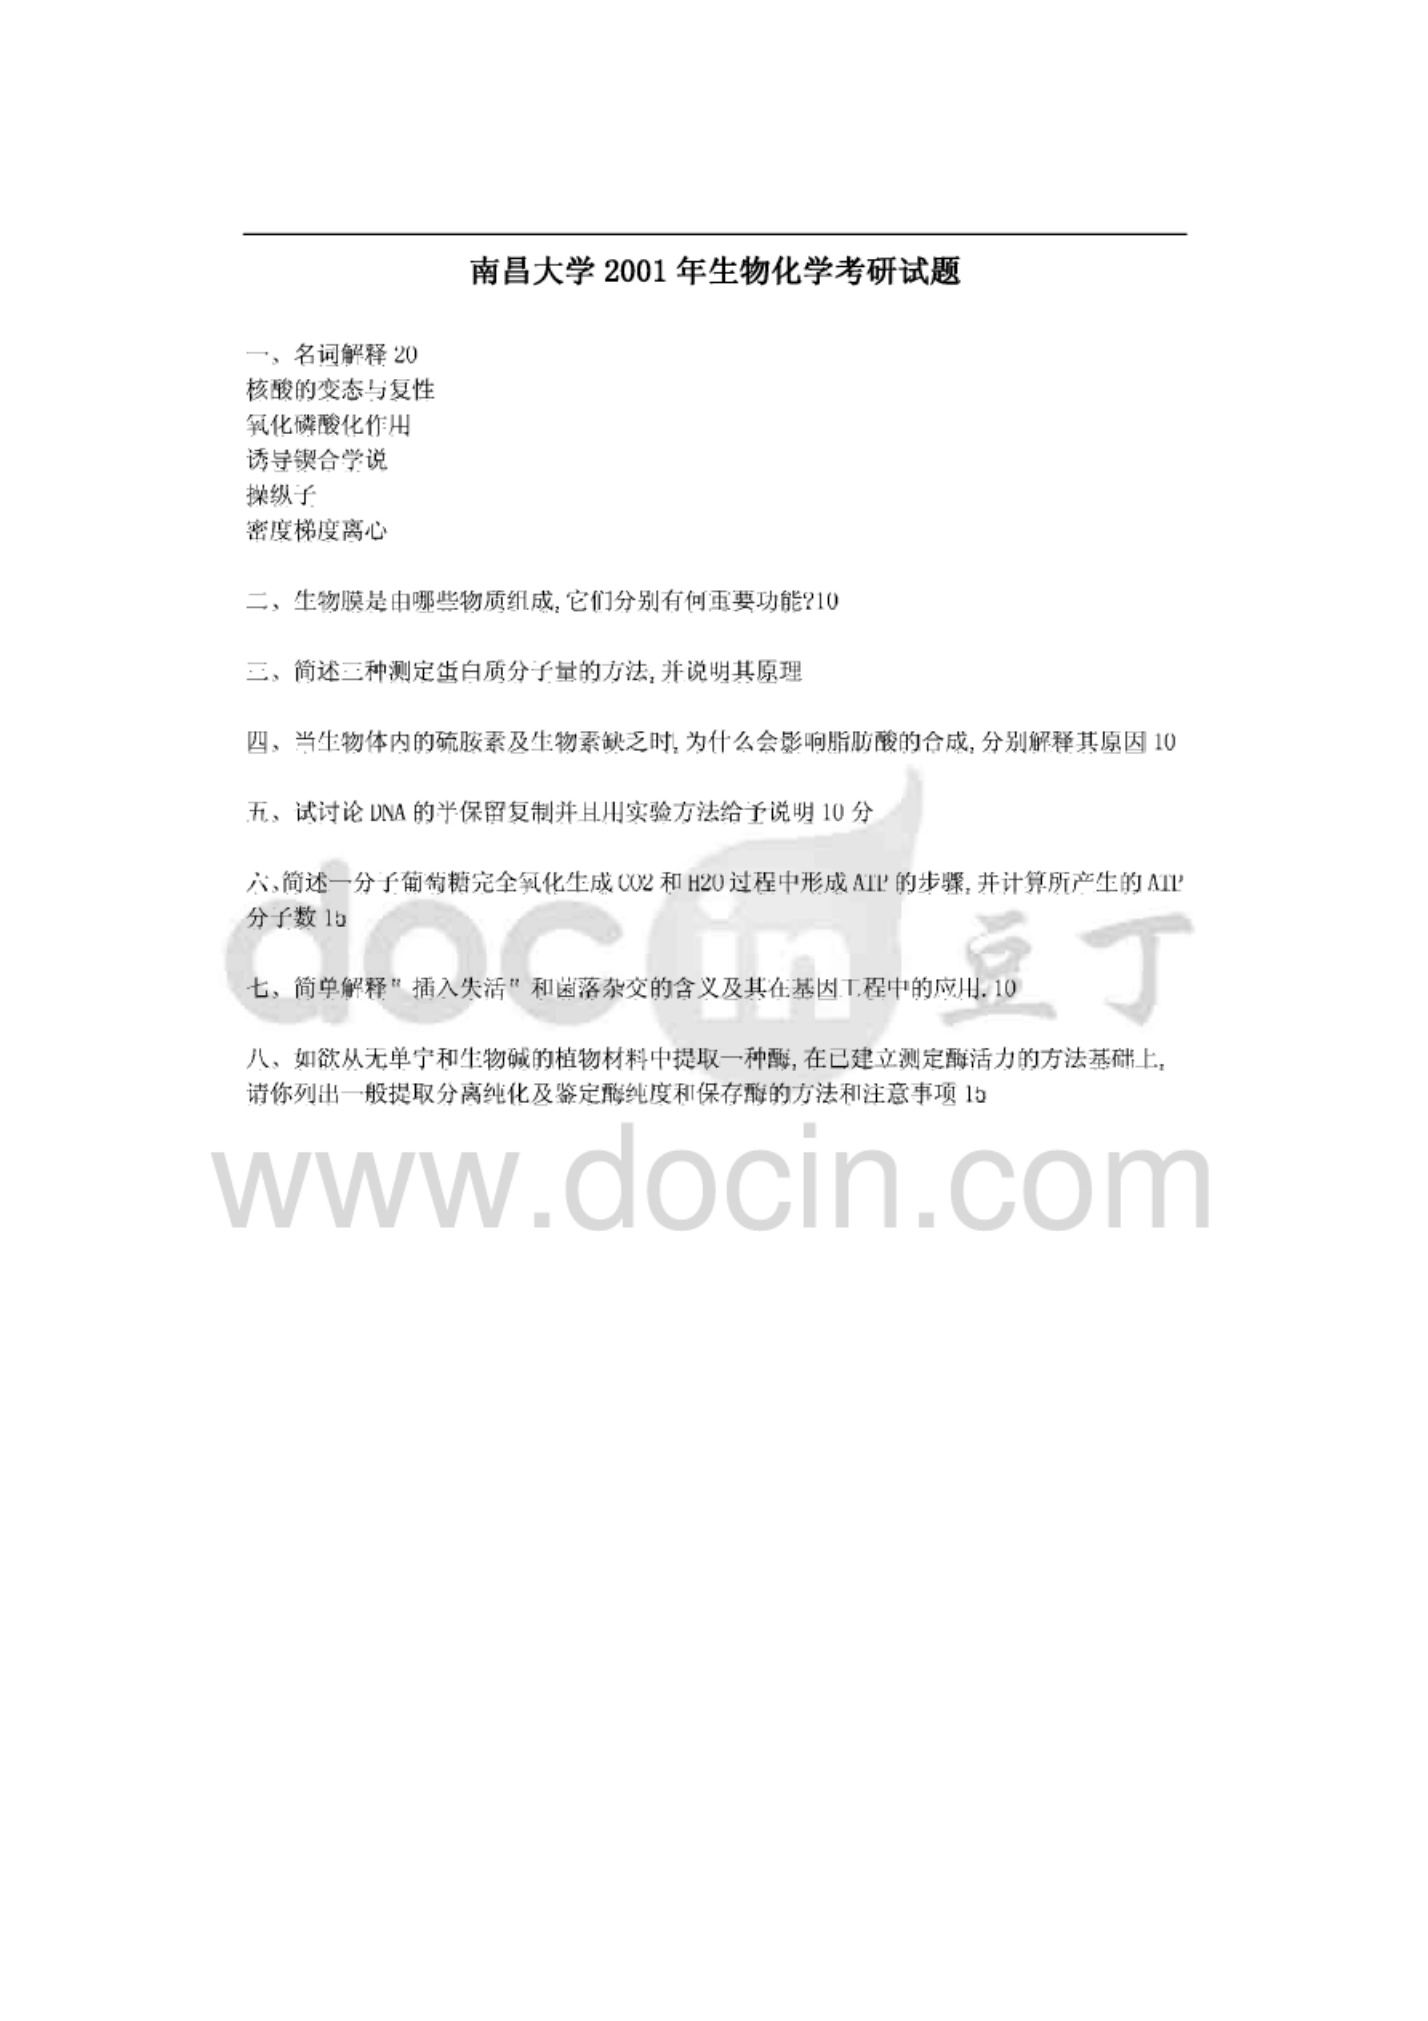 南昌大学 2001 年生物化学考研试题
一、名词解释 20
核酸的变态与复性
氧化磷酸化作用
诱导锲合学说
操纵子
密度梯度离心
二、生物膜是由哪些物质组成,它们分别有何重要功能?10
三、简述三种测定蛋白质分子量的方法,并说明其原理
四、当生物体内的硫胺素及生物素缺乏时,为什么会影响脂肪酸的合成,分别解释其原因 10
五、试讨论 DNA 的半保留复制并且用实验方法给予说明 10 分
六、简述一分子葡萄糖完全氧化生成 CO2 和 H2O 过程中形成 ATP 的步骤,并计算所产生的 ATP
分子数 15
七、简单解释"插入失活"和菌落杂交的含义及其在基因工程中的应用.10
八、如欲从无单宁和生物碱的植物材料中提取一种酶,在已建立测定酶活力的方法基础上,
请你列出一般提取分离纯化及鉴定酶纯度和保存酶的方法和注意事项 15
docin 豆丁
www.docin.com